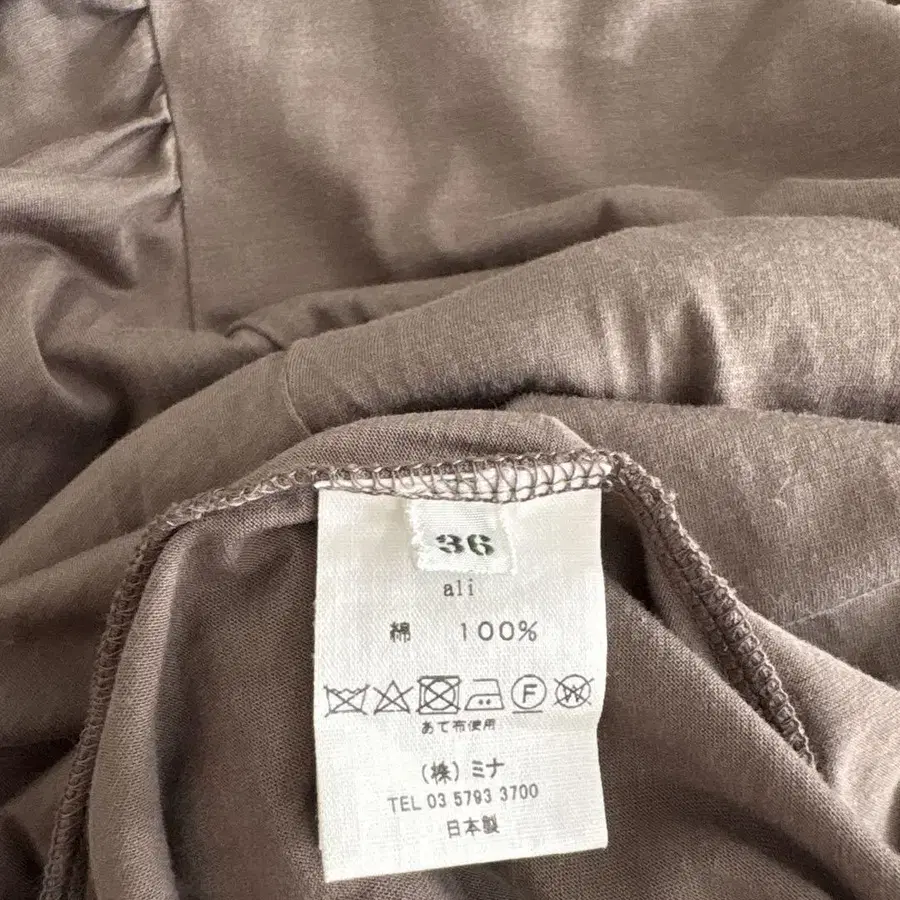 36
ali
綿 100%
F W
あて布使用
(株) ミナ
TEL 03 5793 3700
日本製